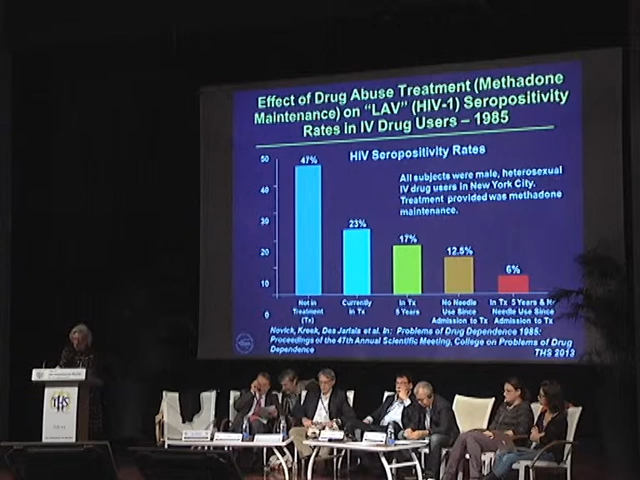 Effect of Drug Abuse Treatment (Methadone
Maintenance) on "LAV" (HIV-1) Seropositivity
Rates in IV Drug Users – 1985
HIV Seropositivity Rates
50
40
30
20
10
0
47%
23%
17%
12.5%
6%
All subjects were male, heterosexual
IV drug users in New York City.
Treatment provided was methadone
maintenance.
Not in
Treatment
(Tx)
Currently
in Tx
In Tx
5 Years
No Needle
Use Since
Admission to Tx
In Tx 5 Years & No
Needle Use Since
Admission to Tx
Novick, Kreek, Des Jarlais et al. In: Problems of Drug Dependence 1985:
Proceedings of the 47th Annual Scientific Meeting, College on Problems of Drug
Dependence
THS 2013
THS